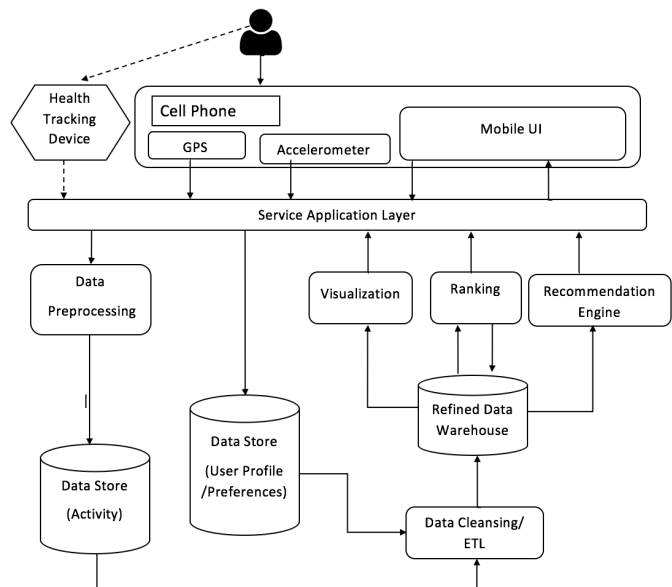 Health
Tracking
Device
Cell Phone
GPS
Accelerometer
Mobile UI
Service Application Layer
Data
Preprocessing
Visualization
Ranking
Recommendation
Engine
Refined Data
Warehouse
Data Store
(User Profile
/Preferences)
Data Store
(Activity)
Data Cleansing/
ETL